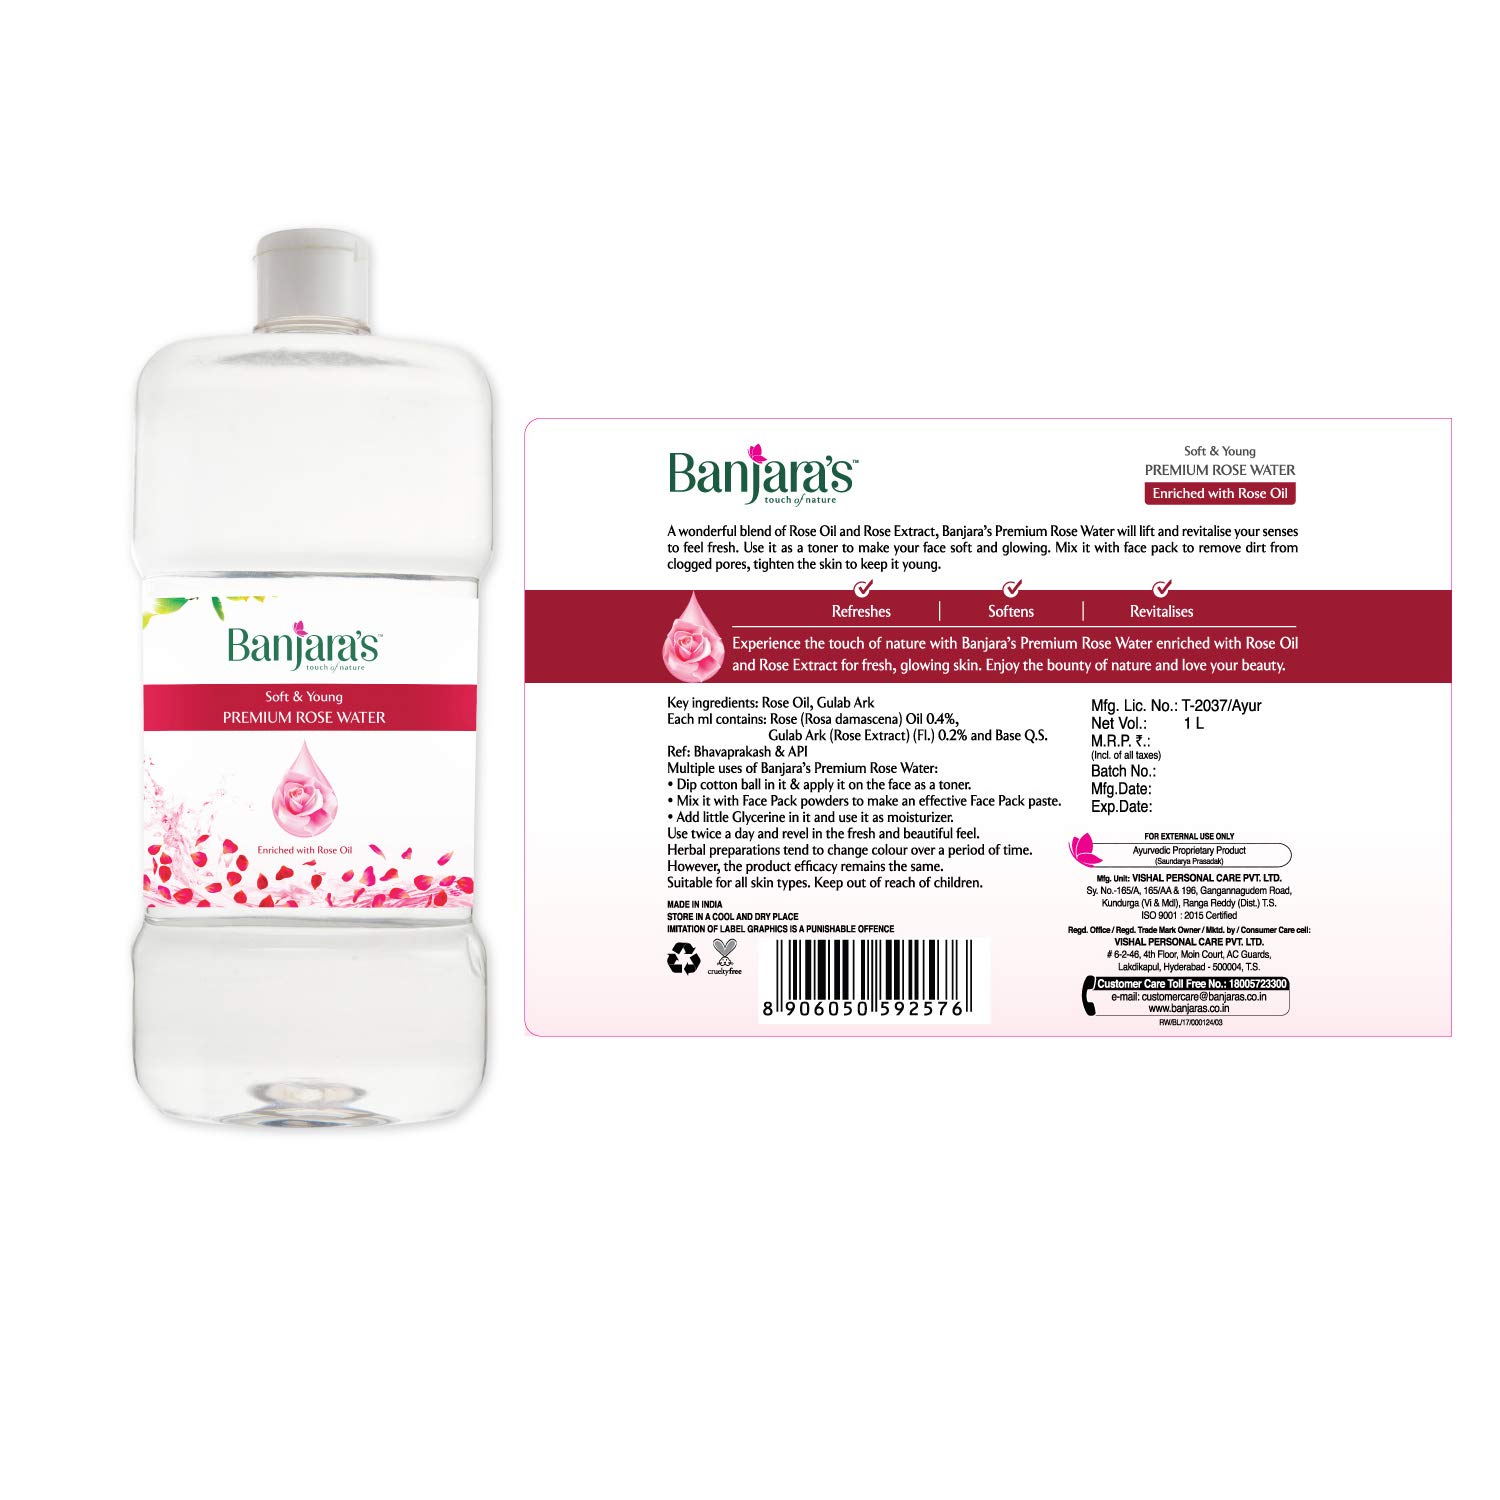 Banjara's™
touch of nature
Soft & Young
PREMIUM ROSE WATER
Enriched with Rose Oil
Banjara's™
touch of nature
Soft & Young
PREMIUM ROSE WATER
Enriched with Rose Oil
A wonderful blend of Rose Oil and Rose Extract, Banjara's Premium Rose Water will lift and revitalise your senses
to feel fresh. Use it as a toner to make your face soft and glowing. Mix it with face pack to remove dirt from
clogged pores, tighten the skin to keep it young.
Refreshes | Softens | Revitalises
Experience the touch of nature with Banjara's Premium Rose Water enriched with Rose Oil
and Rose Extract for fresh, glowing skin. Enjoy the bounty of nature and love your beauty.
Key ingredients: Rose Oil, Gulab Ark
Each ml contains: Rose (Rosa damascena) Oil 0.4%,
Gulab Ark (Rose Extract) (Fl.) 0.2% and Base Q.S.
Ref: Bhavaprakash & API
Multiple uses of Banjara's Premium Rose Water:
• Dip cotton ball in it & apply it on the face as a toner.
• Mix it with Face Pack powders to make an effective Face Pack paste.
• Add little Glycerine in it and use it as moisturizer.
Use twice a day and revel in the fresh and beautiful feel.
Herbal preparations tend to change colour over a period of time.
However, the product efficacy remains the same.
Suitable for all skin types. Keep out of reach of children.
MADE IN INDIA
STORE IN A COOL AND DRY PLACE
IMITATION OF LABEL GRAPHICS IS A PUNISHABLE OFFENCE
crueltyfree
8 906050 592576
Mfg. Lic. No.: T-2037/Ayur
Net Vol.: 1 L
M.R.P. ₹.:
(Incl. of all taxes)
Batch No.:
Mfg.Date:
Exp.Date:
FOR EXTERNAL USE ONLY
Ayurvedic Proprietary Product
(Saundarya Prasadak)
Mfg. Unit: VISHAL PERSONAL CARE PVT. LTD.
Sy. No.-165/A, 165/AA & 196, Gangannagudem Road,
Kundurga (Vi & Mdl), Ranga Reddy (Dist.) T.S.
ISO 9001 : 2015 Certified
Regd. Office / Regd. Trade Mark Owner / Mktd. by / Consumer Care cell:
VISHAL PERSONAL CARE PVT. LTD.
# 6-2-46, 4th Floor, Moin Court, AC Guards,
Lakdikapul, Hyderabad - 500004, T.S.
Customer Care Toll Free No.: 18005723300
e-mail: customercare@banjaras.co.in
www.banjaras.co.in
RW/BL/17/000124/03